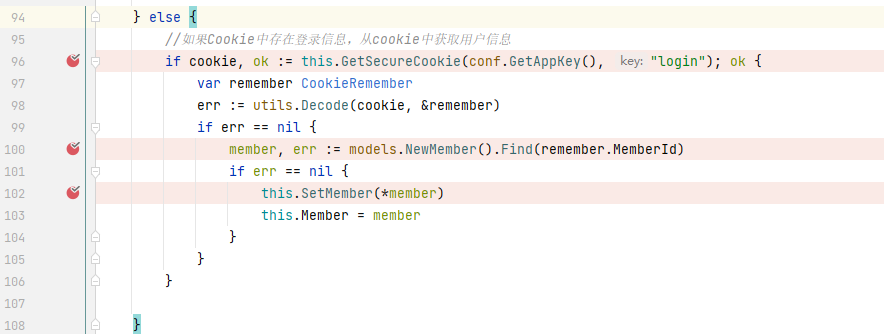 94 } else {
95 //如果Cookie中存在登录信息，从cookie中获取用户信息
96 if cookie, ok := this.GetSecureCookie(conf.GetAppKey(), key: "login"); ok {
97 var remember CookieRemember
98 err := utils.Decode(cookie, &remember)
99 if err == nil {
100 member, err := models.NewMember().Find(remember.MemberId)
101 if err == nil {
102 this.SetMember(*member)
103 this.Member = member
104 }
105 }
106 }
107
108 }